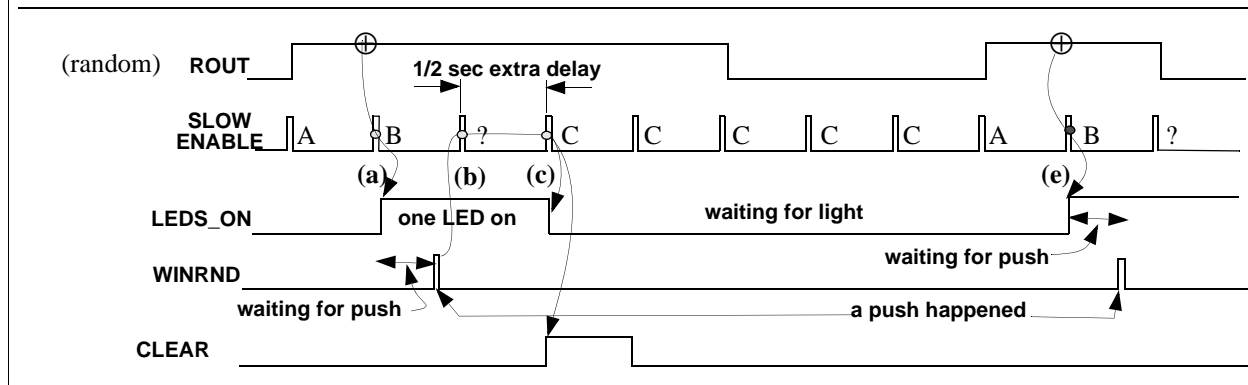 (random) ROUT
1/2 sec extra delay
SLOW
ENABLE
A B ? C C C C C A B ?
(a) (b) (c) (e)
LEDS_ON
one LED on
waiting for light
waiting for push
WINRND
waiting for push
a push happened
CLEAR